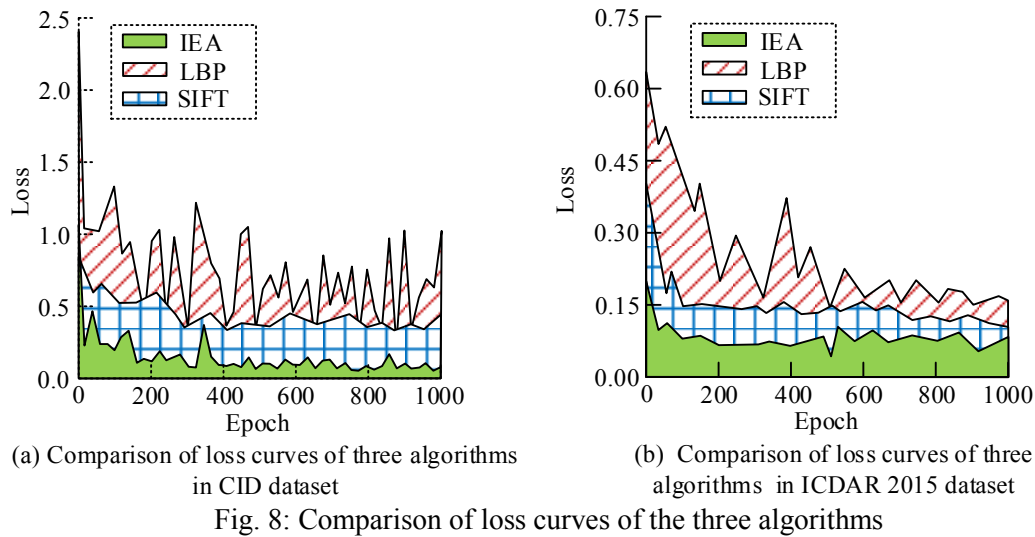 2.5
2.0
1.5
1.0
0.5
0.0
Loss
IEA
LBP
SIFT
0 200 400 600 800 1000
Epoch
(a) Comparison of loss curves of three algorithms
in CID dataset
0.75
0.60
0.45
0.30
0.15
0.00
Loss
IEA
LBP
SIFT
0 200 400 600 800 1000
Epoch
(b) Comparison of loss curves of three
algorithms in ICDAR 2015 dataset
Fig. 8: Comparison of loss curves of the three algorithms